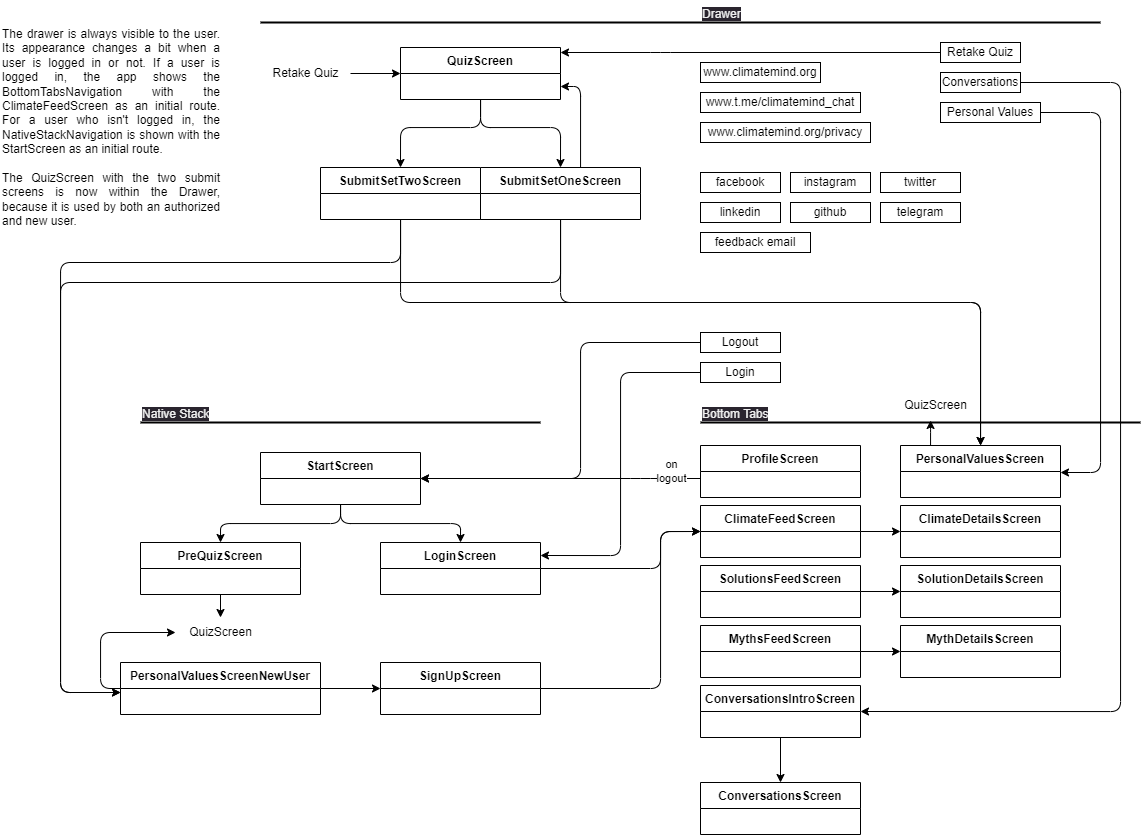 Drawer
The drawer is always visible to the user.
Its appearance changes a bit when a
user is logged in or not. If a user is
logged in, the app shows the
BottomTabsNavigation with the
ClimateFeedScreen as an initial route.
For a user who isn't logged in, the
NativeStackNavigation is shown with the
StartScreen as an initial route.
The QuizScreen with the two submit
screens is now within the Drawer,
because it is used by both an authorized
and new user.
Retake Quiz
QuizScreen
SubmitSetTwoScreen
SubmitSetOneScreen
www.climatemind.org
www.t.me/climatemind_chat
www.climatemind.org/privacy
Retake Quiz
Conversations
Personal Values
facebook
instagram
twitter
linkedin
github
telegram
feedback email
Logout
Login
Native Stack
StartScreen
PreQuizScreen
LoginScreen
QuizScreen
PersonalValuesScreenNewUser
SignUpScreen
on
logout
Bottom Tabs
QuizScreen
ProfileScreen
PersonalValuesScreen
ClimateFeedScreen
ClimateDetailsScreen
SolutionsFeedScreen
SolutionDetailsScreen
MythsFeedScreen
MythDetailsScreen
ConversationsIntroScreen
ConversationsScreen